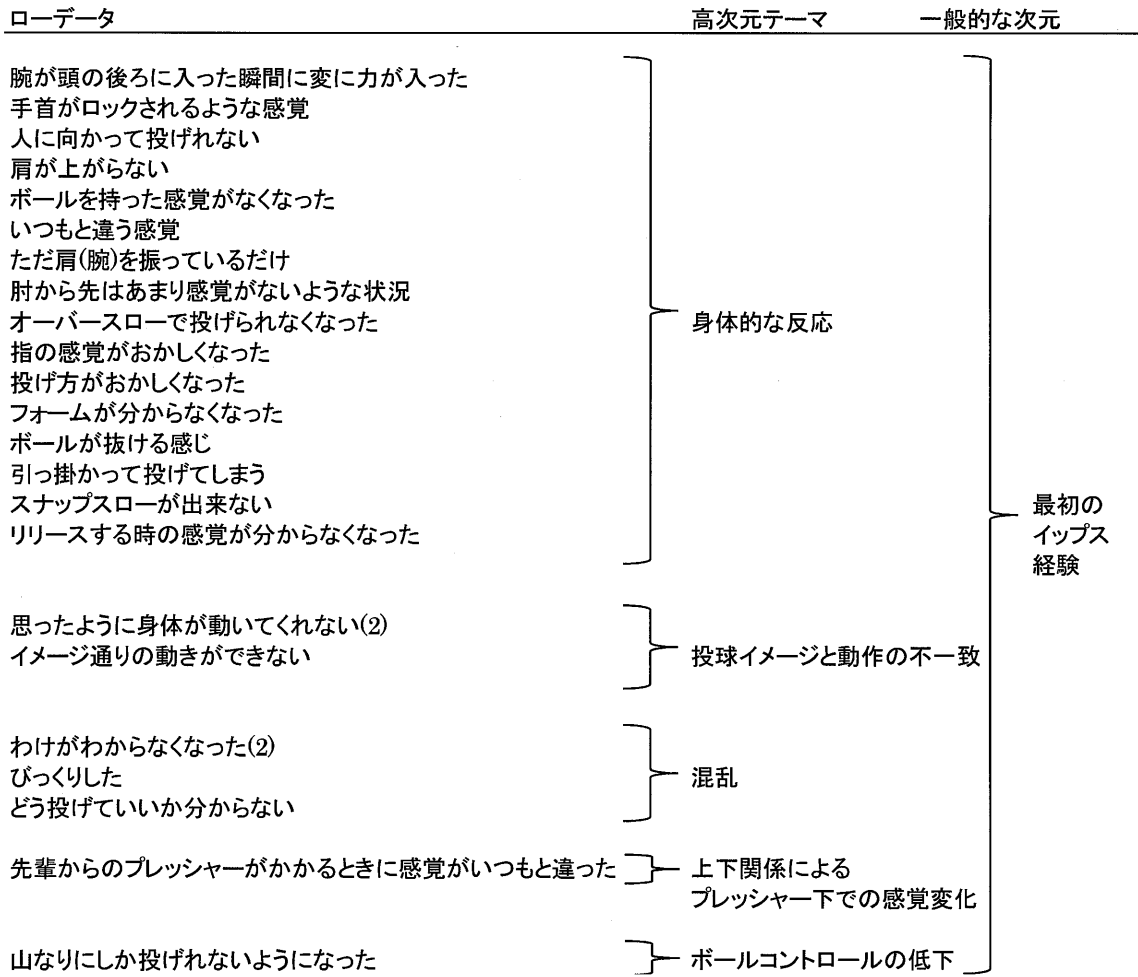 ローデータ 高次元テーマ 一般的な次元
腕が頭の後ろに入った瞬間に変に力が入った
手首がロックされるような感覚
人に向かって投げれない
肩が上がらない
ボールを持った感覚がなくなった
いつもと違う感覚
ただ肩(腕)を振っているだけ
肘から先はあまり感覚がないような状況
オーバースローで投げられなくなった
指の感覚がおかしくなった
投げ方がおかしくなった
フォームが分からなくなった
ボールが抜ける感じ
引っ掛かって投げてしまう
スナップスローが出来ない
リリースする時の感覚が分からなくなった
身体的な反応
思ったように身体が動いてくれない(2)
イメージ通りの動きができない
投球イメージと動作の不一致
わけがわからなくなった(2)
びっくりした
どう投げていいか分からない
混乱
先輩からのプレッシャーがかかるときに感覚がいつもと違った
上下関係による
プレッシャー下での感覚変化
山なりにしか投げれないようになった
ボールコントロールの低下
最初の
イップス
経験